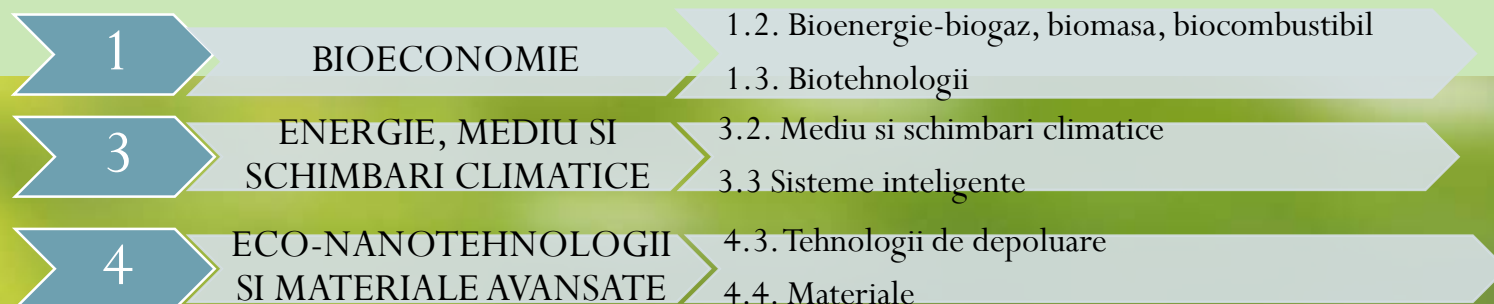 1
BIOECONOMIE
1.2. Bioenergie-biogaz, biomasa, biocombustibil
1.3. Biotehnologii
3
ENERGIE, MEDIU SI
SCHIMBARI CLIMATICE
3.2. Mediu si schimbari climatice
3.3 Sisteme inteligente
4
ECO-NANOTEHNOLOGII
SI MATERIALE AVANSATE
4.3. Tehnologii de depoluare
4.4. Materiale